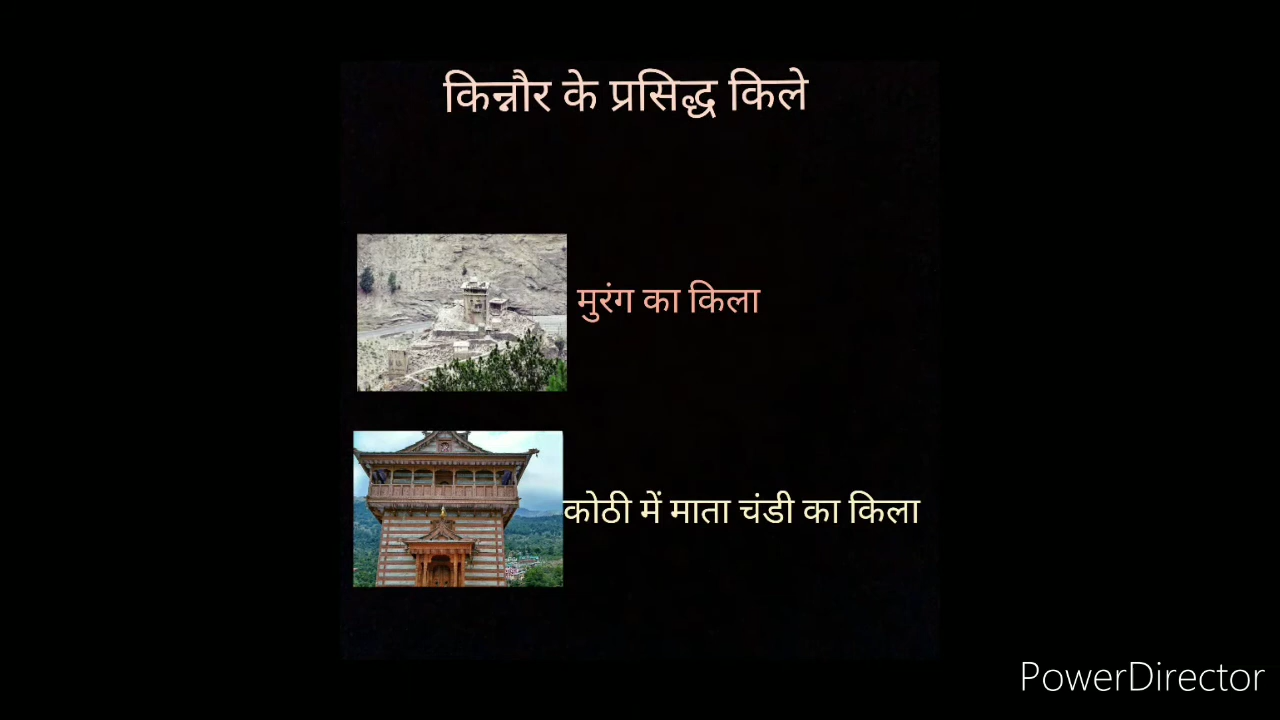 किन्नौर के प्रसिद्ध किले
मुरंग का किला
कोठी में माता चंडी का किला
PowerDirector